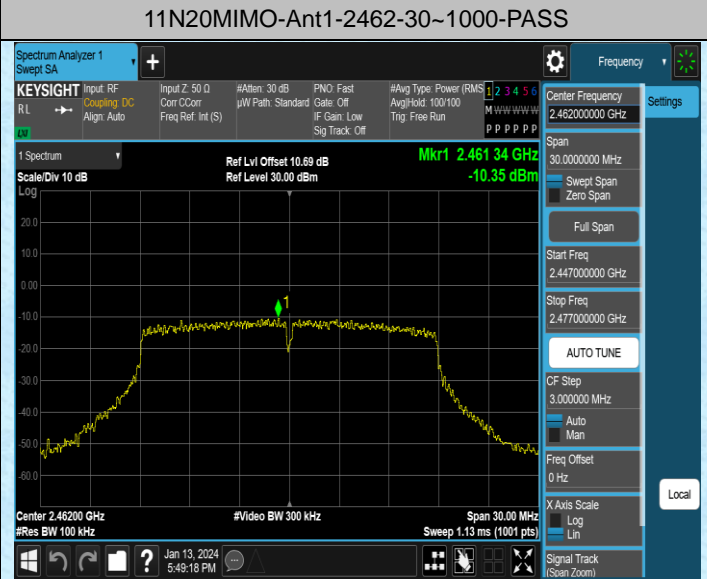 11N20MIMO-Ant1-2462-30~1000-PASS
Spectrum Analyzer 1
Swept SA
Frequency
KEYSIGHT
RL
Input: RF
Coupling: DC
Align: Auto
Input Z: 50 Ω
Corr CCorr
Freq Ref: Int (S)
#Atten: 30 dB
µW Path: Standard
PNO: Fast
Gate: Off
IF Gain: Low
Sig Track: Off
#Avg Type: Power (RMS
Avg|Hold: 100/100
Trig: Free Run
1 2 3 4 5 6
M W W W W W
P P P P P P
LW
1 Spectrum
Scale/Div 10 dB
Ref Lvl Offset 10.69 dB
Ref Level 30.00 dBm
Mkr1 2.461 34 GHz
-10.35 dBm
Log
20.0
10.0
0.00
-10.0
-20.0
-30.0
-40.0
-50.0
-60.0
1
Center 2.46200 GHz
#Res BW 100 kHz
#Video BW 300 kHz
Span 30.00 MHz
Sweep 1.13 ms (1001 pts)
Center Frequency
2.462000000 GHz
Span
30.0000000 MHz
Swept Span
Zero Span
Full Span
Start Freq
2.447000000 GHz
Stop Freq
2.477000000 GHz
AUTO TUNE
CF Step
3.000000 MHz
Auto
Man
Freq Offset
0 Hz
X Axis Scale
Log
Lin
Signal Track
(Span Zoom)
Settings
Local
?
Jan 13, 2024
5:49:18 PM